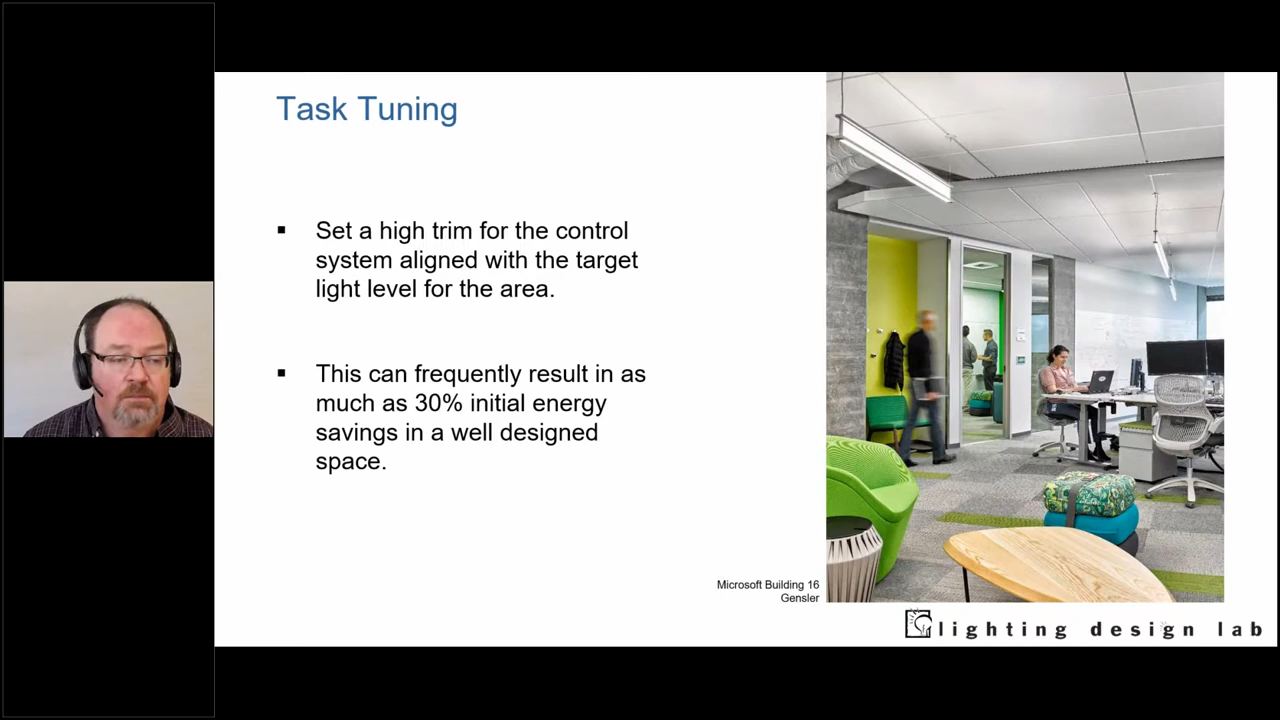 Task Tuning
▪ Set a high trim for the control
system aligned with the target
light level for the area.
▪ This can frequently result in as
much as 30% initial energy
savings in a well designed
space.
Microsoft Building 16
Gensler
lighting design lab